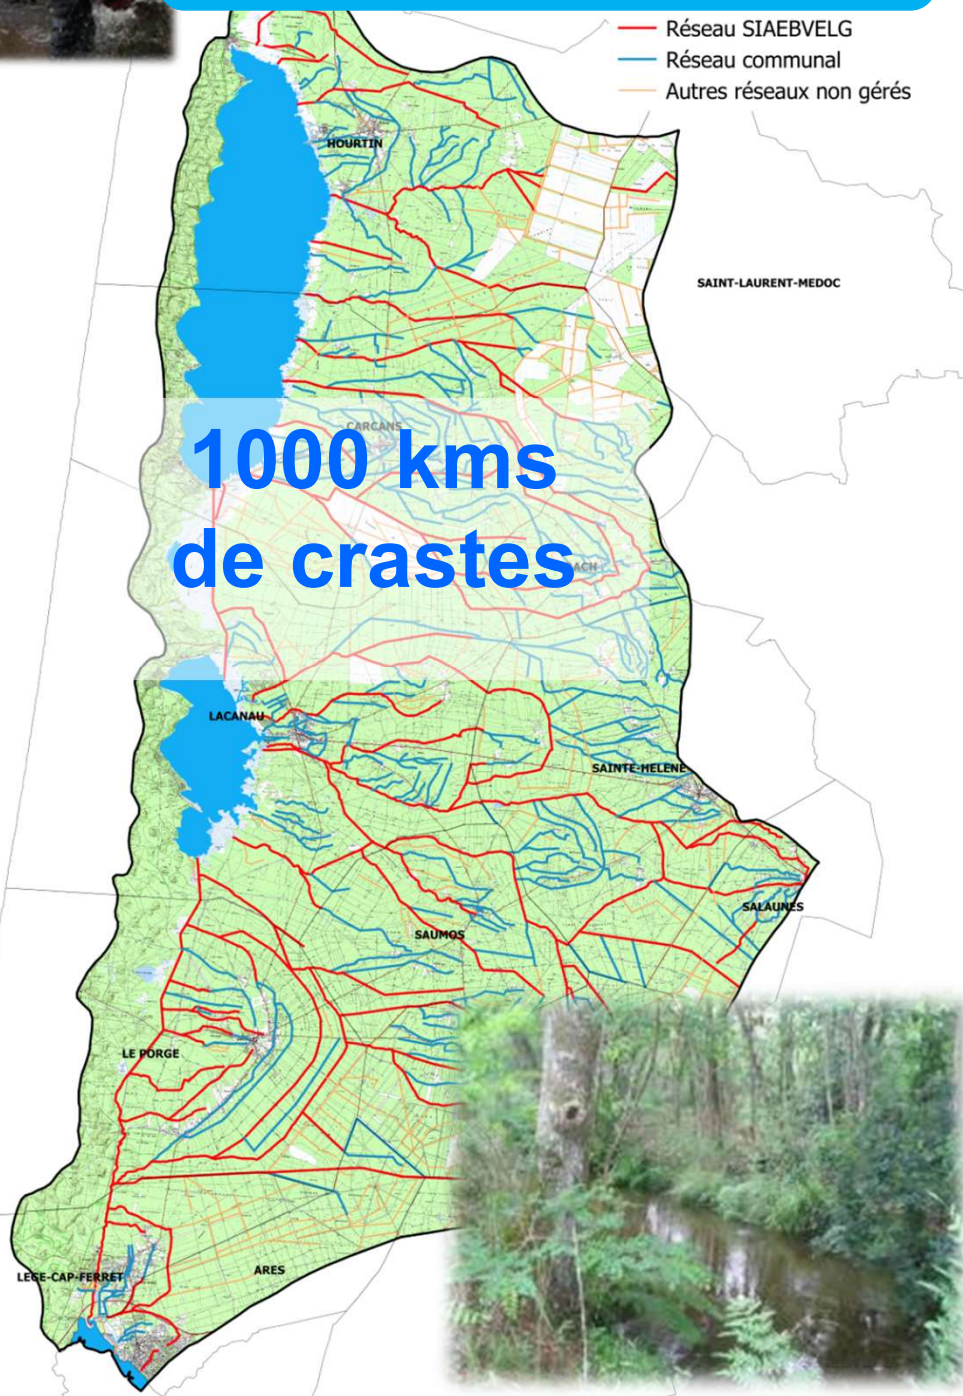 Réseau SIAEBVELG
Réseau communal
Autres réseaux non gérés
HOURTIN
SAINT-LAURENT-MEDOC
CARCANS
1000 kms
de crastes
ACH
LACANAU
SAINTE-HELENE
SALAUNES
SAUMOS
LE PORGE
LEGE-CAP-FERRET
ARES